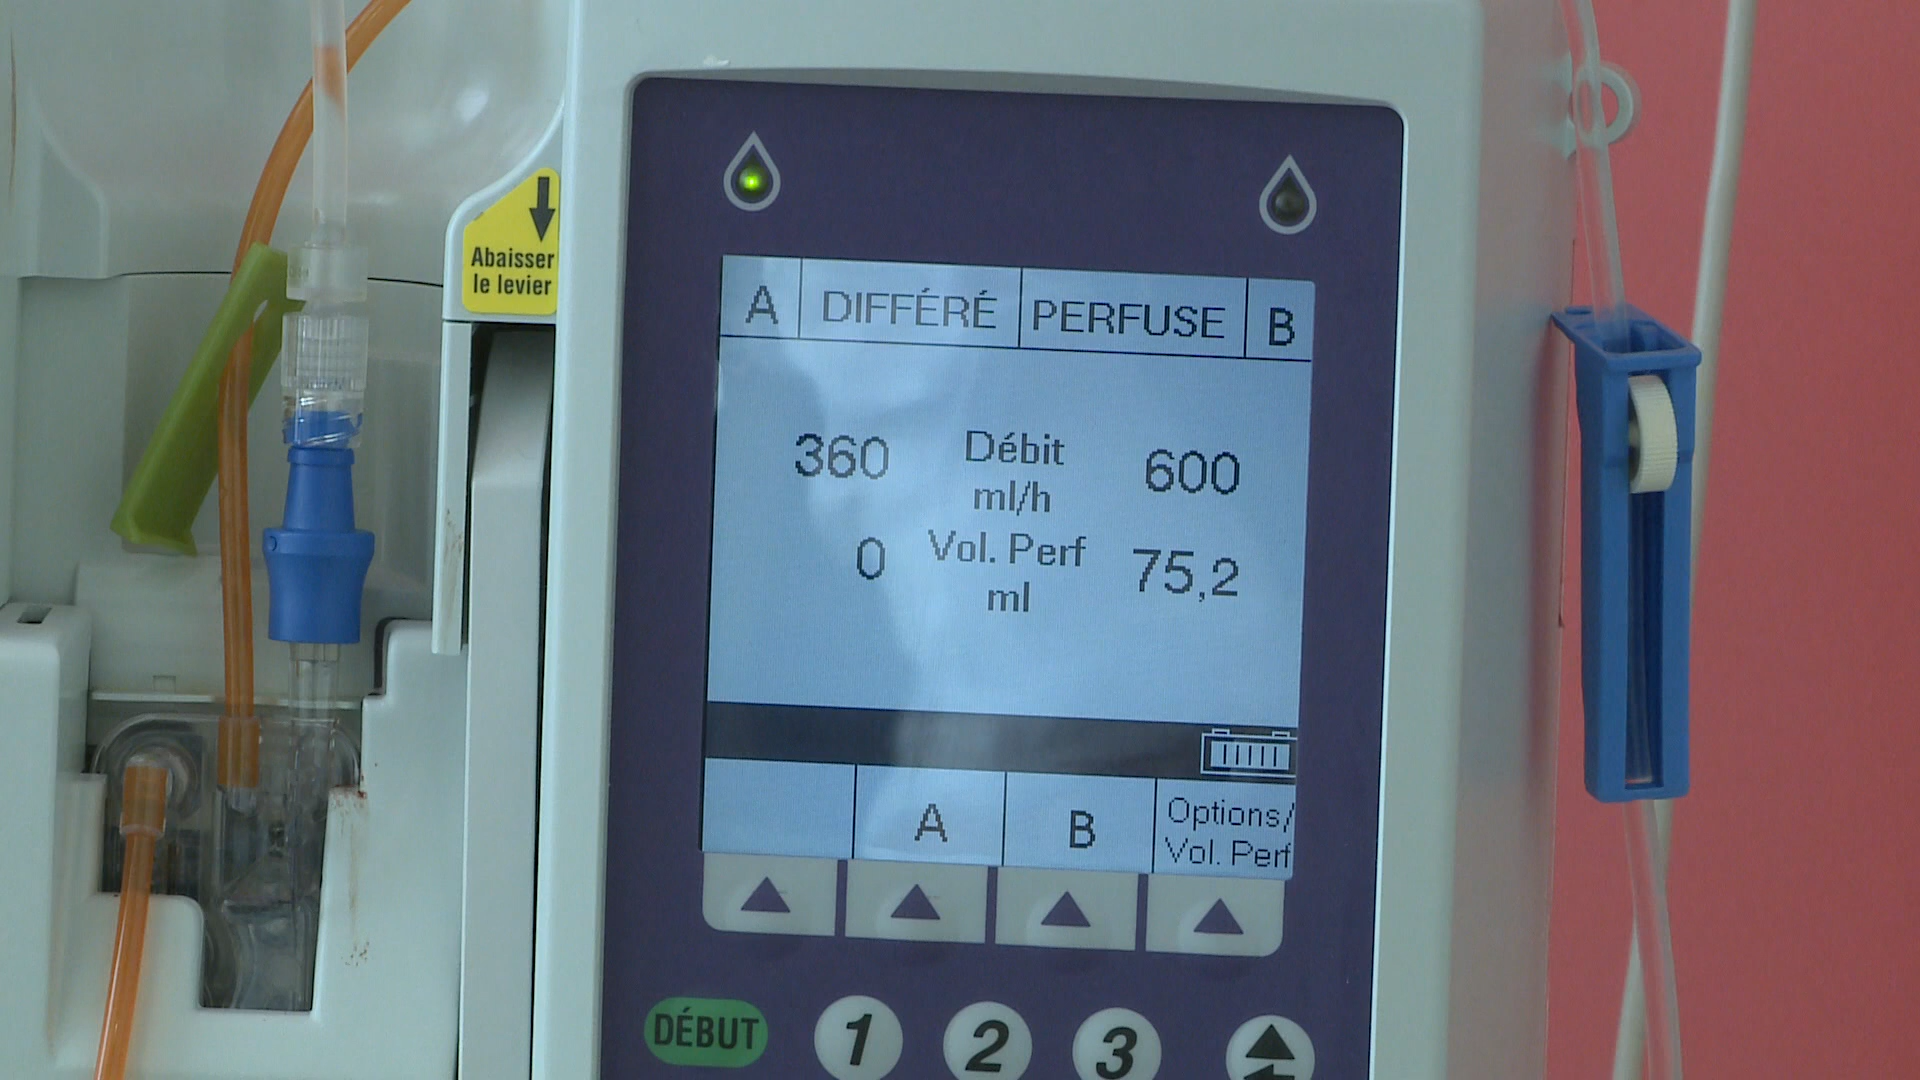 Abaisser
le levier
A DIFFÉRÉ PERFUSE B
360 Débit 600
ml/h
0 Vol. Perf 75,2
ml
A B Options/
Vol. Perf
DÉBUT 1 2 3